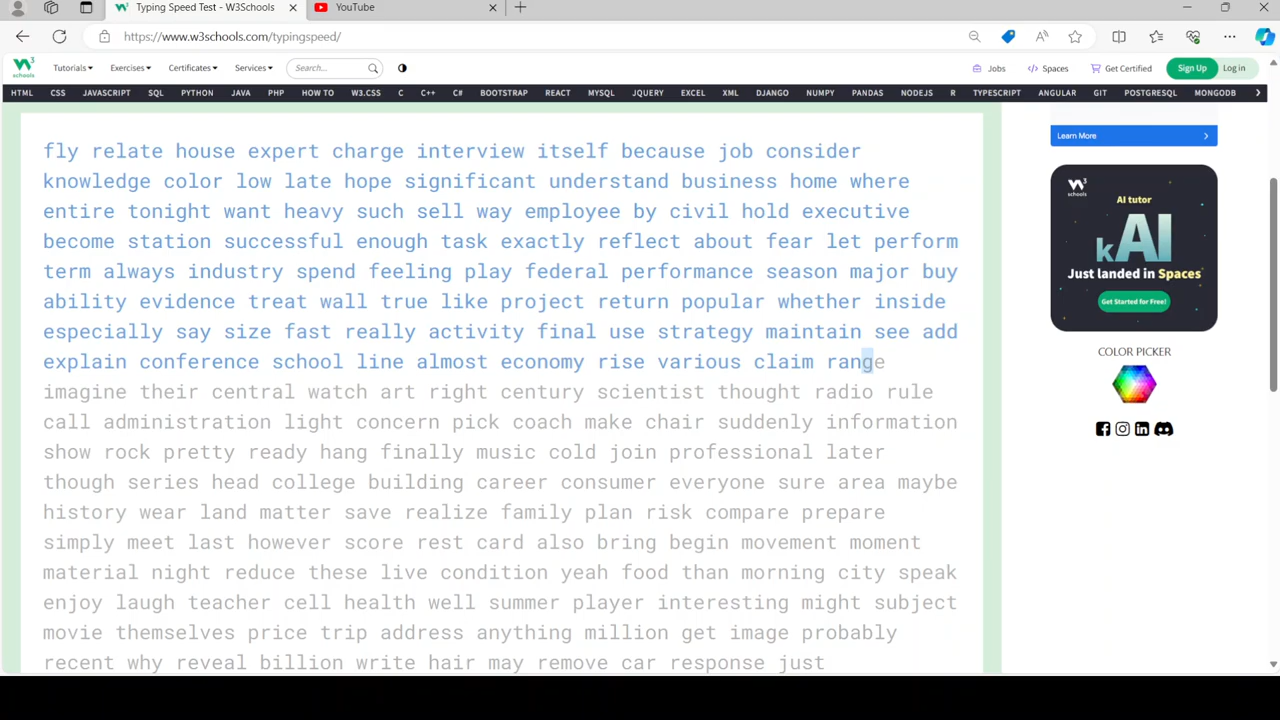 Typing Speed Test - W3Schools
YouTube
https://www.w3schools.com/typingspeed/
W3 schools
Tutorials Exercises Certificates Services Search... Jobs Spaces Get Certified Sign Up Log in
HTML CSS JAVASCRIPT SQL PYTHON JAVA PHP HOW TO W3.CSS C C++ C# BOOTSTRAP REACT MYSQL JQUERY EXCEL XML DJANGO NUMPY PANDAS NODEJS R TYPESCRIPT ANGULAR GIT POSTGRESQL MONGODB
fly relate house expert charge interview itself because job consider
knowledge color low late hope significant understand business home where
entire tonight want heavy such sell way employee by civil hold executive
become station successful enough task exactly reflect about fear let perform
term always industry spend feeling play federal performance season major buy
ability evidence treat wall true like project return popular whether inside
especially say size fast really activity final use strategy maintain see add
explain conference school line almost economy rise various claim range
imagine their central watch art right century scientist thought radio rule
call administration light concern pick coach make chair suddenly information
show rock pretty ready hang finally music cold join professional later
though series head college building career consumer everyone sure area maybe
history wear land matter save realize family plan risk compare prepare
simply meet last however score rest card also bring begin movement moment
material night reduce these live condition yeah food than morning city speak
enjoy laugh teacher cell health well summer player interesting might subject
movie themselves price trip address anything million get image probably
recent why reveal billion write hair may remove car response just
Learn More
W3 schools
AI tutor
kAI
Just landed in Spaces
Get Started for Free!
COLOR PICKER